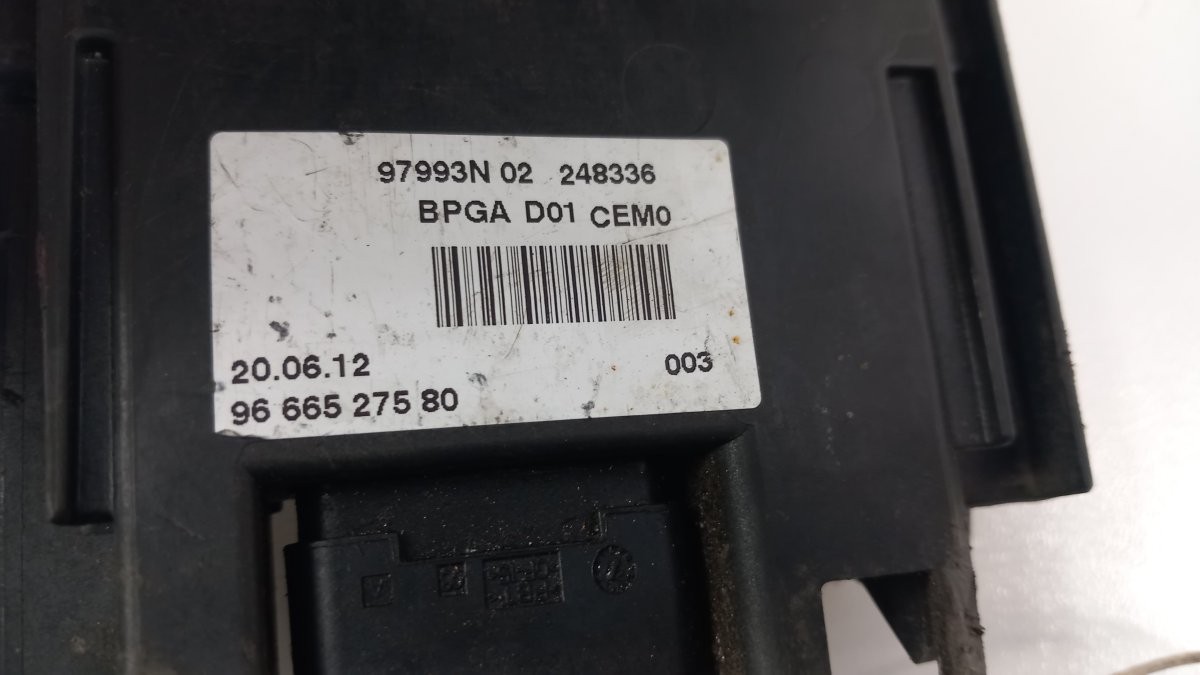 97993N 02 248336
BPGA D01 CEM0
20.06.12 003
96 665 275 80